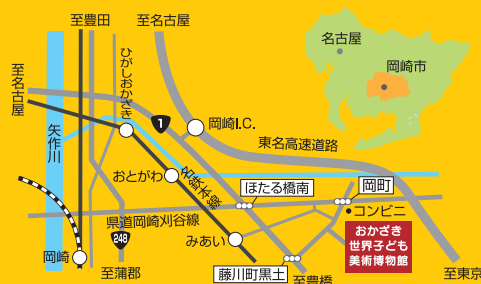 至豊田
至名古屋
名古屋
岡崎市
至名古屋
ひがしおかざき
1
岡崎I.C.
東名高速道路
矢作川
おとがわ
名鉄本線
ほたる橋南
岡町
コンビニ
県道岡崎刈谷線
248
みあい
おかざき
世界子ども
美術博物館
岡崎
至蒲郡
藤川町黒土
至豊橋
至東京